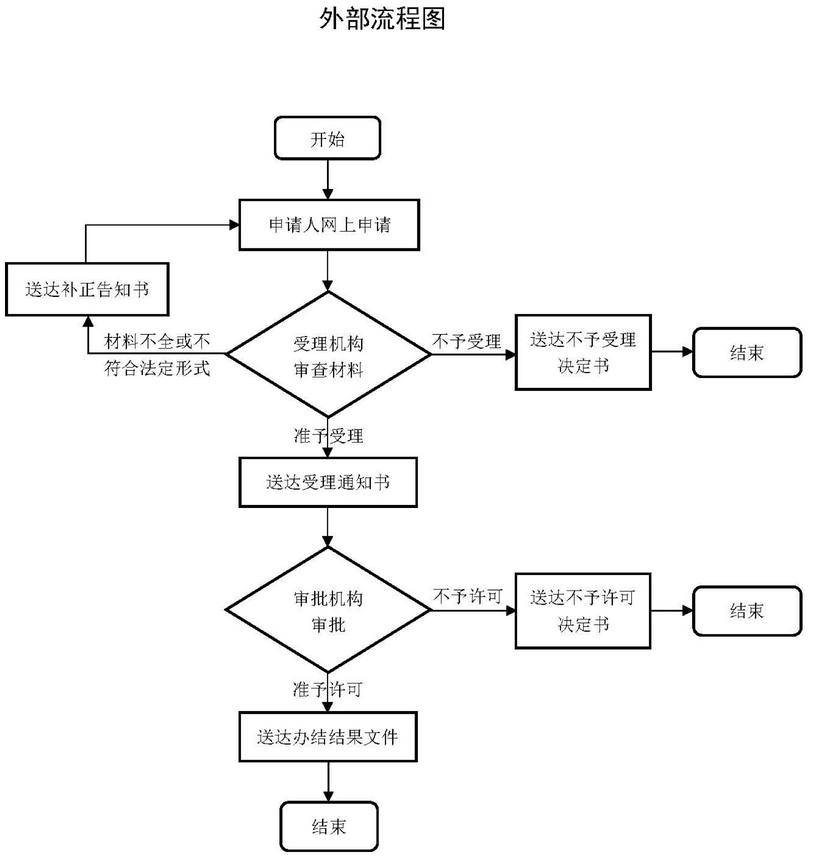 外部流程图
开始
申请人网上申请
送达补正告知书
材料不全或不
符合法定形式
受理机构
审查材料
不予受理
送达不予受理
决定书
结束
准予受理
送达受理通知书
审批机构
审批
不予许可
送达不予许可
决定书
结束
准予许可
送达办结结果文件
结束